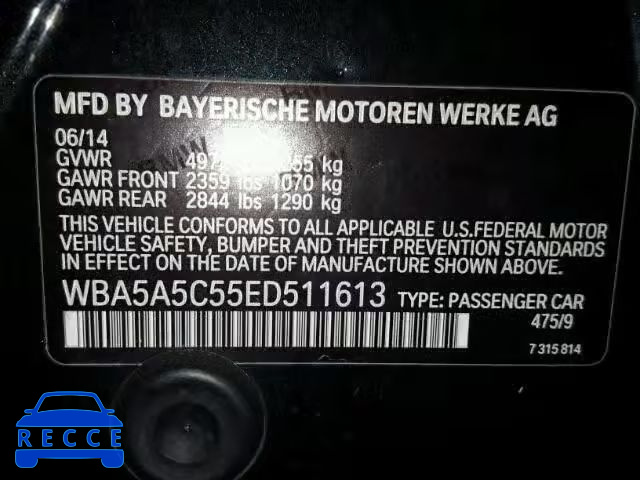 MFD BY BAYERISCHE MOTOREN WERKE AG
06/14
GVWR kg
GAWR FRONT 2359 lbs 1070 kg
GAWR REAR 2844 lbs 1290 kg
THIS VEHICLE CONFORMS TO ALL APPLICABLE U.S.FEDERAL MOTOR
VEHICLE SAFETY, BUMPER AND THEFT PREVENTION STANDARDS
IN EFFECT ON THE DATE OF MANUFACTURE SHOWN ABOVE.
WBA5A5C55ED511613 TYPE: PASSENGER CAR
475/9
7 315 814
RECCE